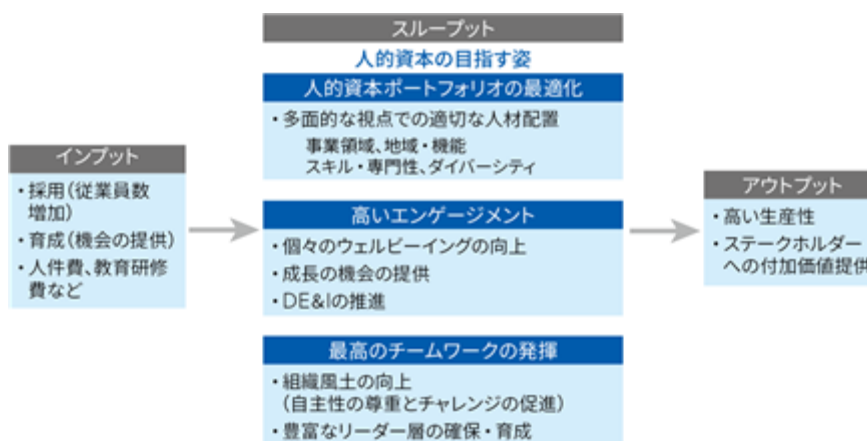 スループット
人的資本の目指す姿
人的資本ポートフォリオの最適化
・多面的な視点での適切な人材配置
事業領域、地域・機能
スキル・専門性、ダイバーシティ
インプット
・採用(従業員数
増加)
・育成(機会の提供)
・人件費、教育研修
費など
高いエンゲージメント
・個々のウェルビーイングの向上
・成長の機会の提供
・DE&Iの推進
最高のチームワークの発揮
・組織風土の向上
(自主性の尊重とチャレンジの促進)
・豊富なリーダー層の確保・育成
アウトプット
・高い生産性
・ステークホルダー
への付加価値提供